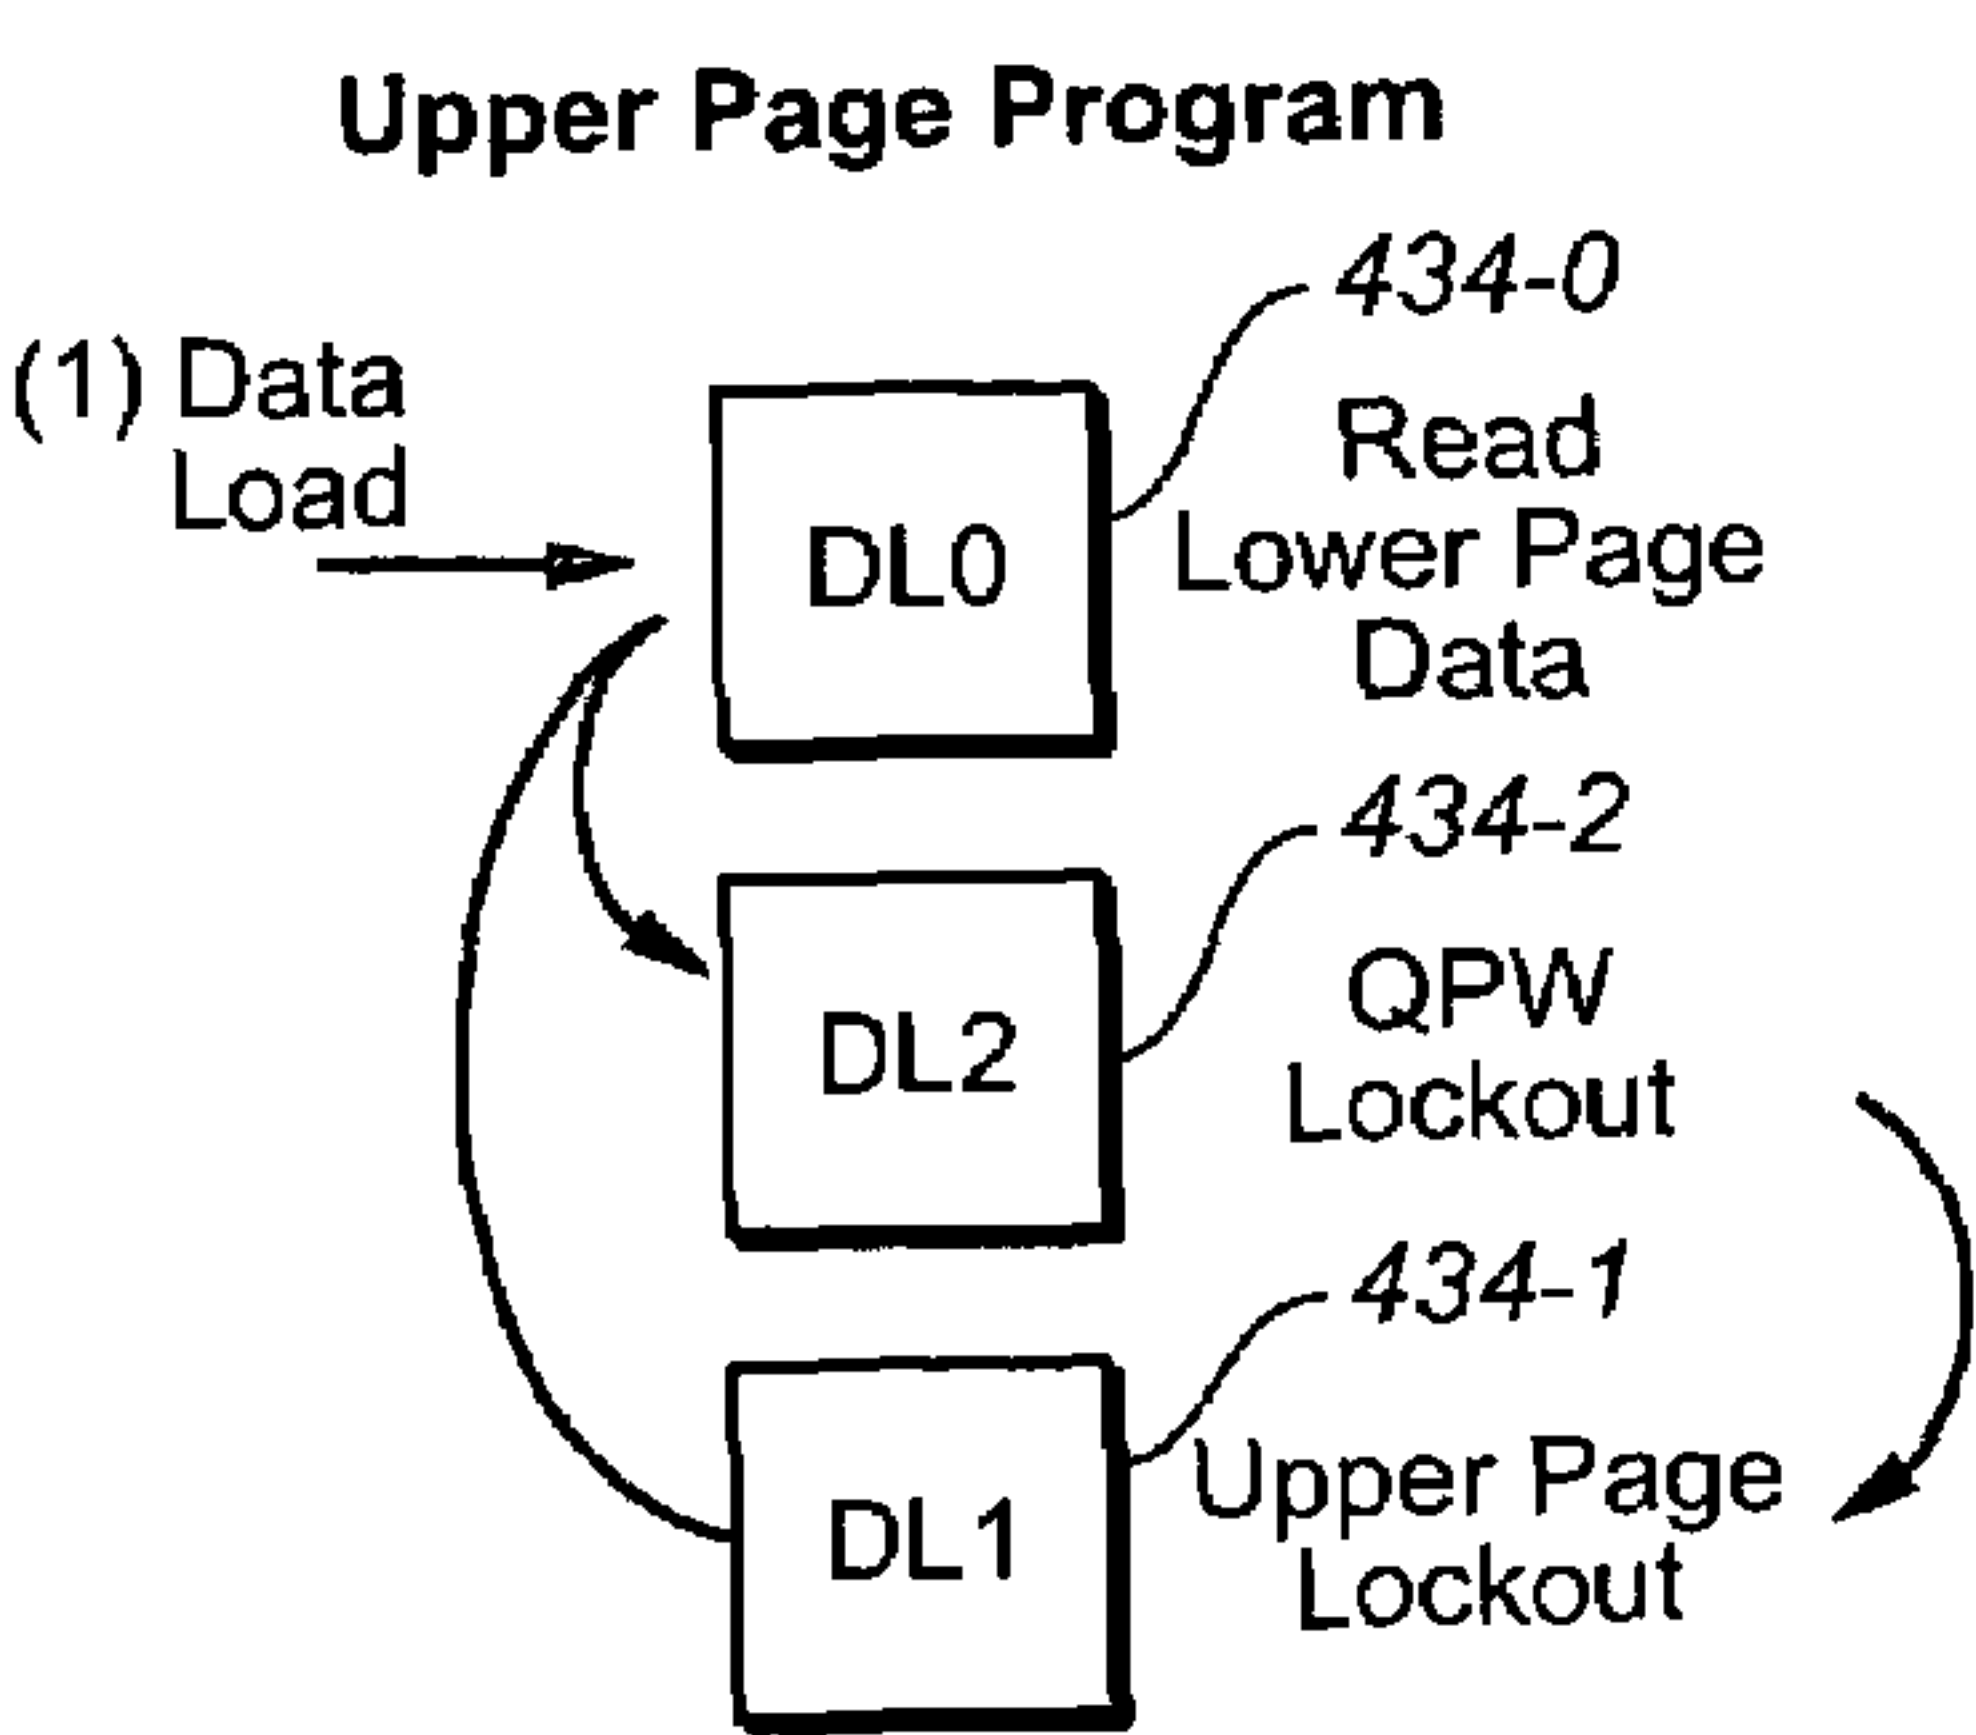 Upper Page Program
434-0
(1) Data
Load
Read
Lower Page
Data
DL0
434-2
QPW
Lockout
DL2
434-1
Upper Page
Lockout
DL1